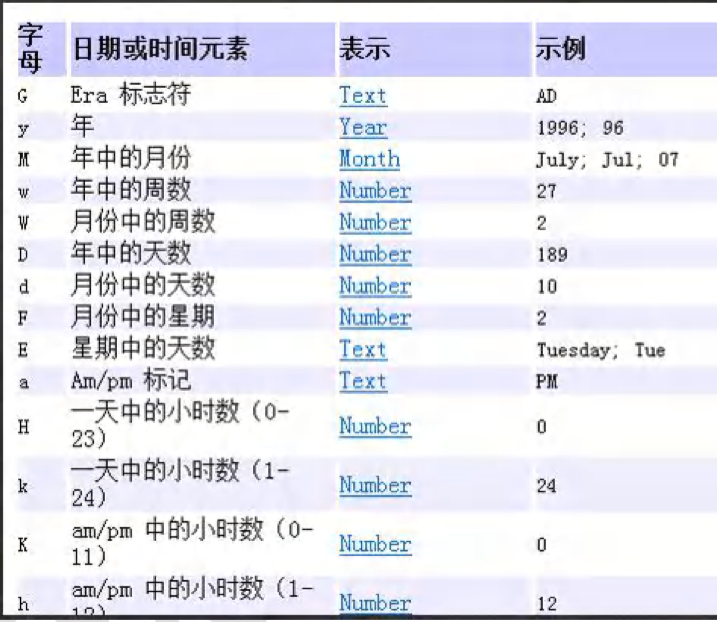 字母 日期或时间元素 表示 示例
G Era 标志符 Text AD
y 年 Year 1996; 96
M 年中的月份 Month July; Jul; 07
w 年中的周数 Number 27
W 月份中的周数 Number 2
D 年中的天数 Number 189
d 月份中的天数 Number 10
F 月份中的星期 Number 2
E 星期中的天数 Text Tuesday; Tue
a Am/pm 标记 Text PM
H 一天中的小时数（0-23） Number 0
k 一天中的小时数（1-24） Number 24
K am/pm 中的小时数（0-11） Number 0
h am/pm 中的小时数（1- Number 12